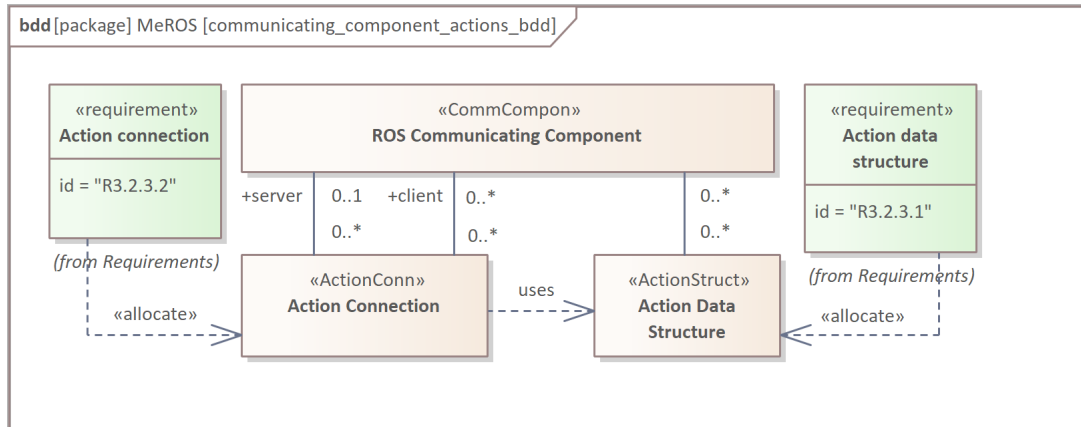 bdd [package] MeROS [communicating_component_actions_bdd]
«requirement»
Action connection
id = "R3.2.3.2"
(from Requirements)
«CommCompon»
ROS Communicating Component
«requirement»
Action data
structure
id = "R3.2.3.1"
(from Requirements)
+server
0..1
0..*
+client
0..*
0..*
0..*
0..*
«ActionConn»
Action Connection
uses
«ActionStruct»
Action Data
Structure
«allocate»
«allocate»